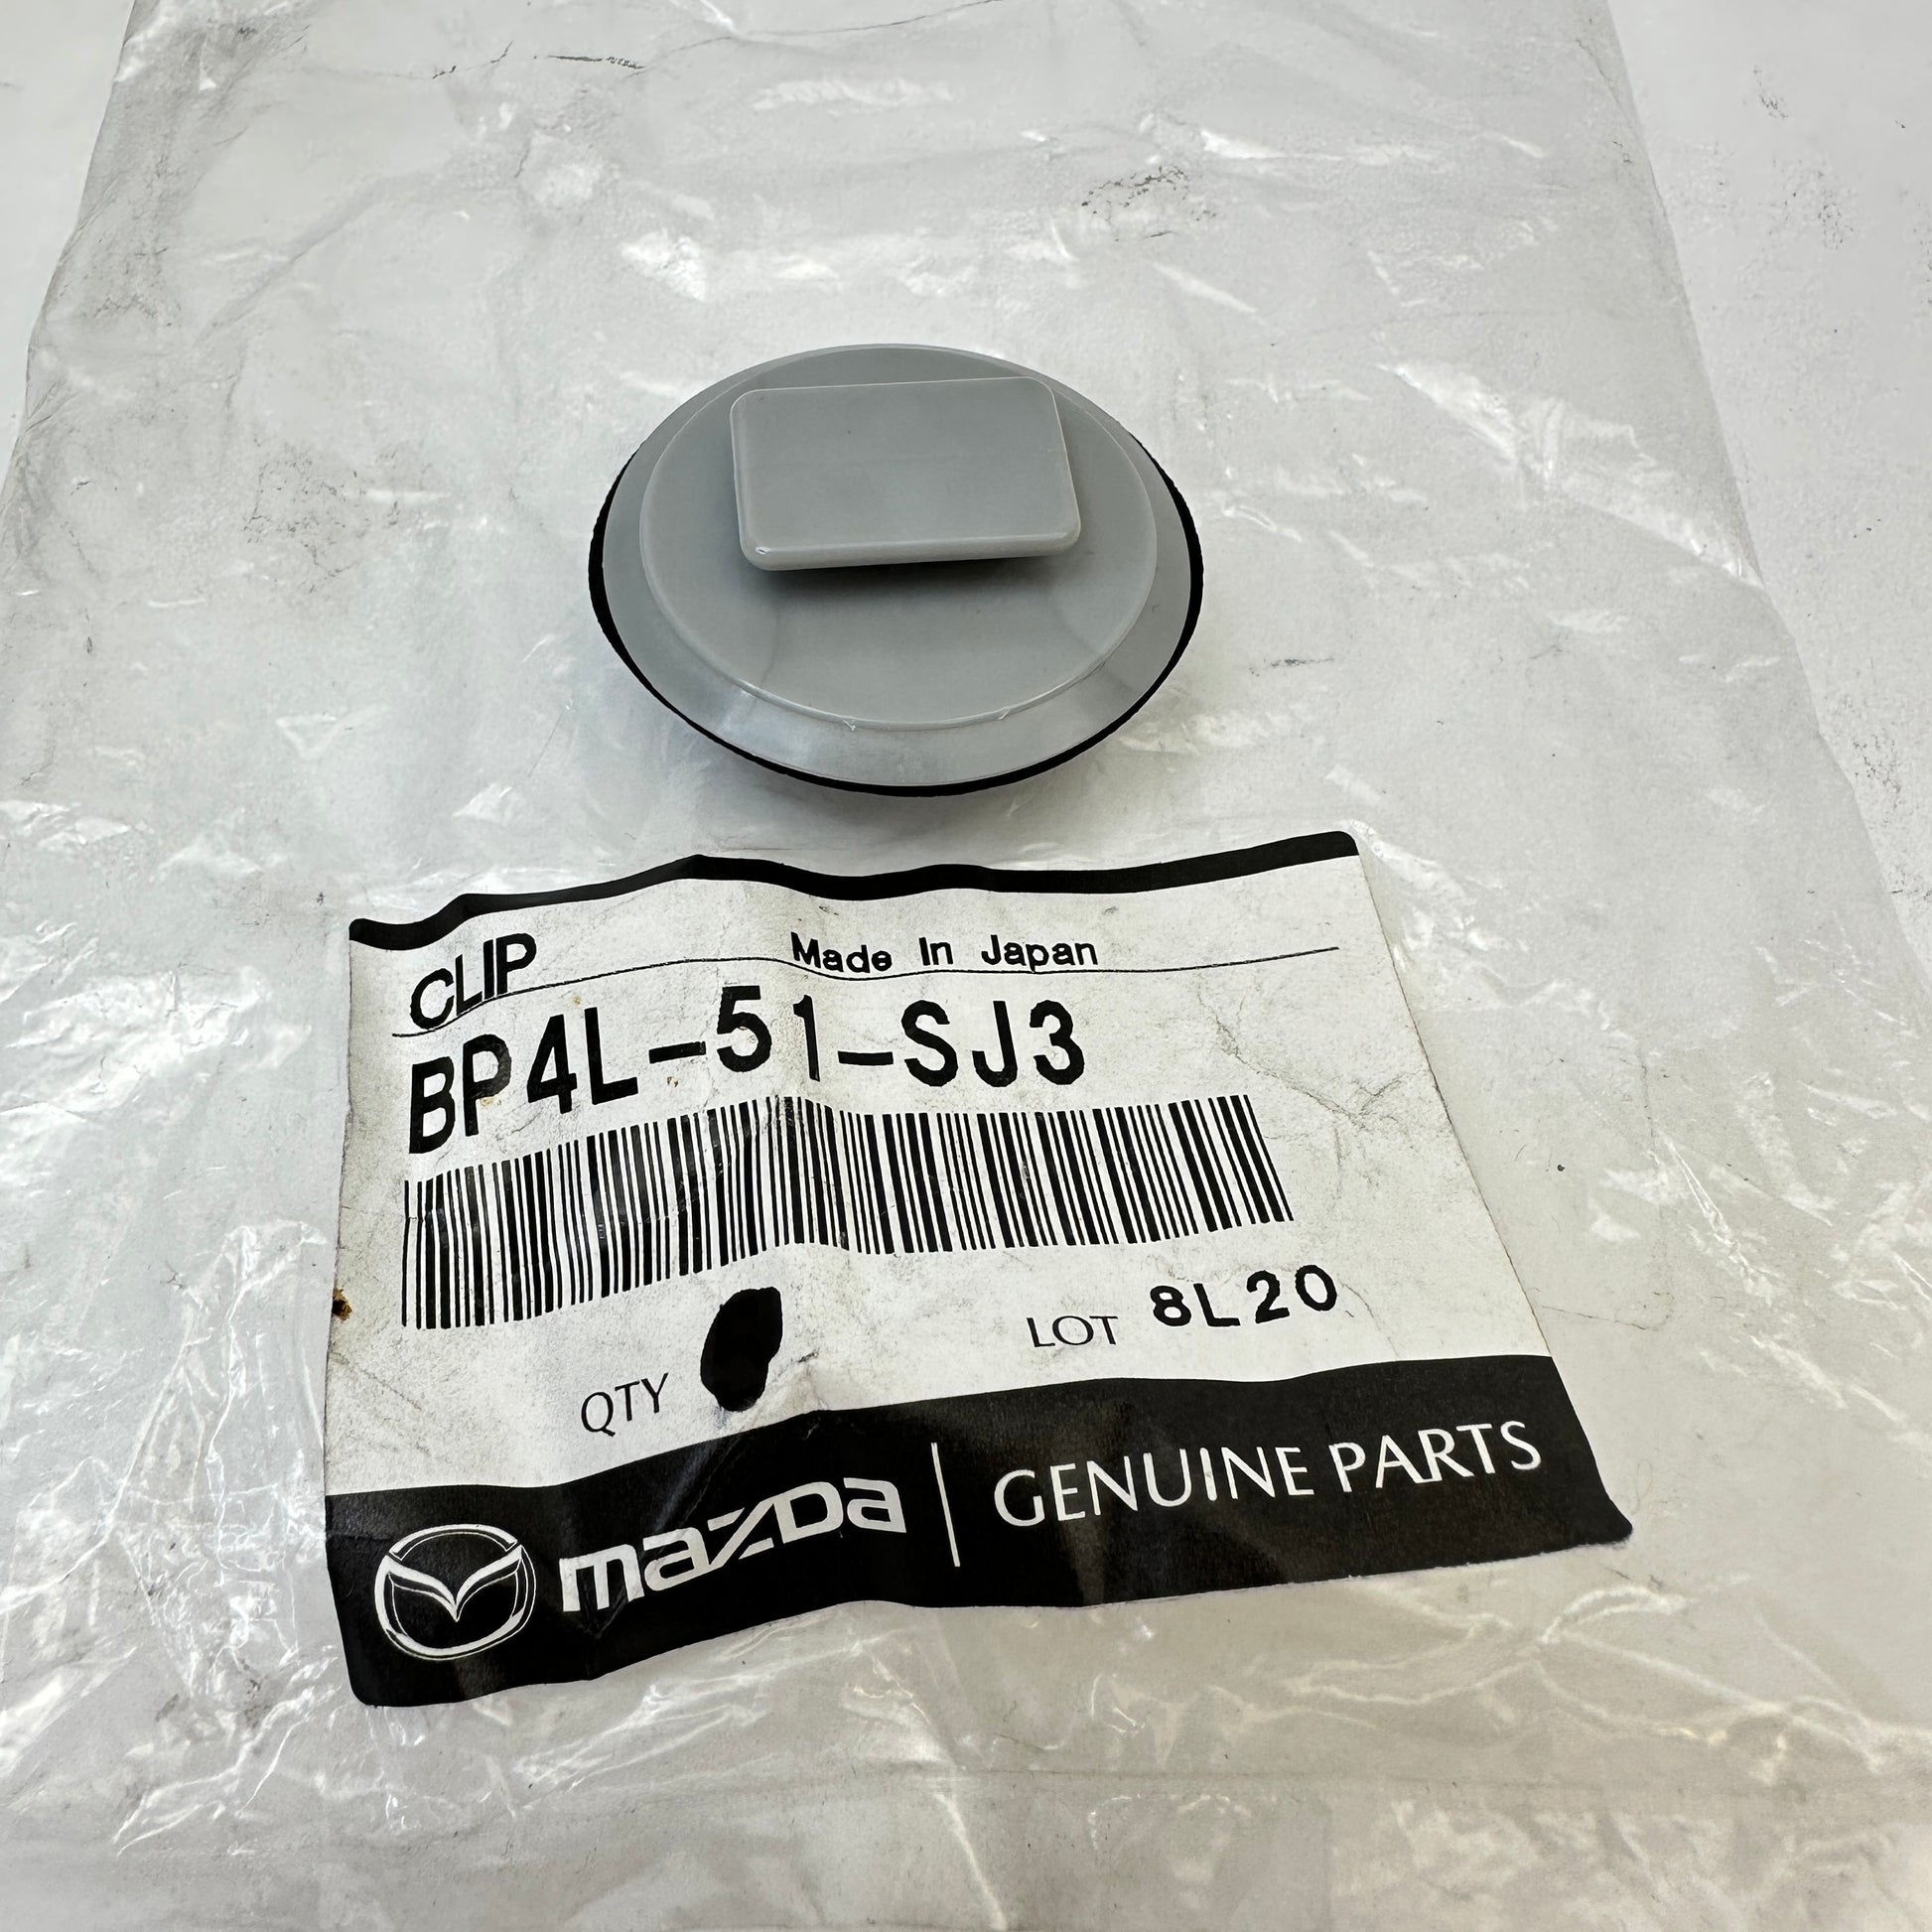 CLIP Made In Japan
BP4L-51-SJ3
QTY LOT 8L20
mazda GENUINE PARTS